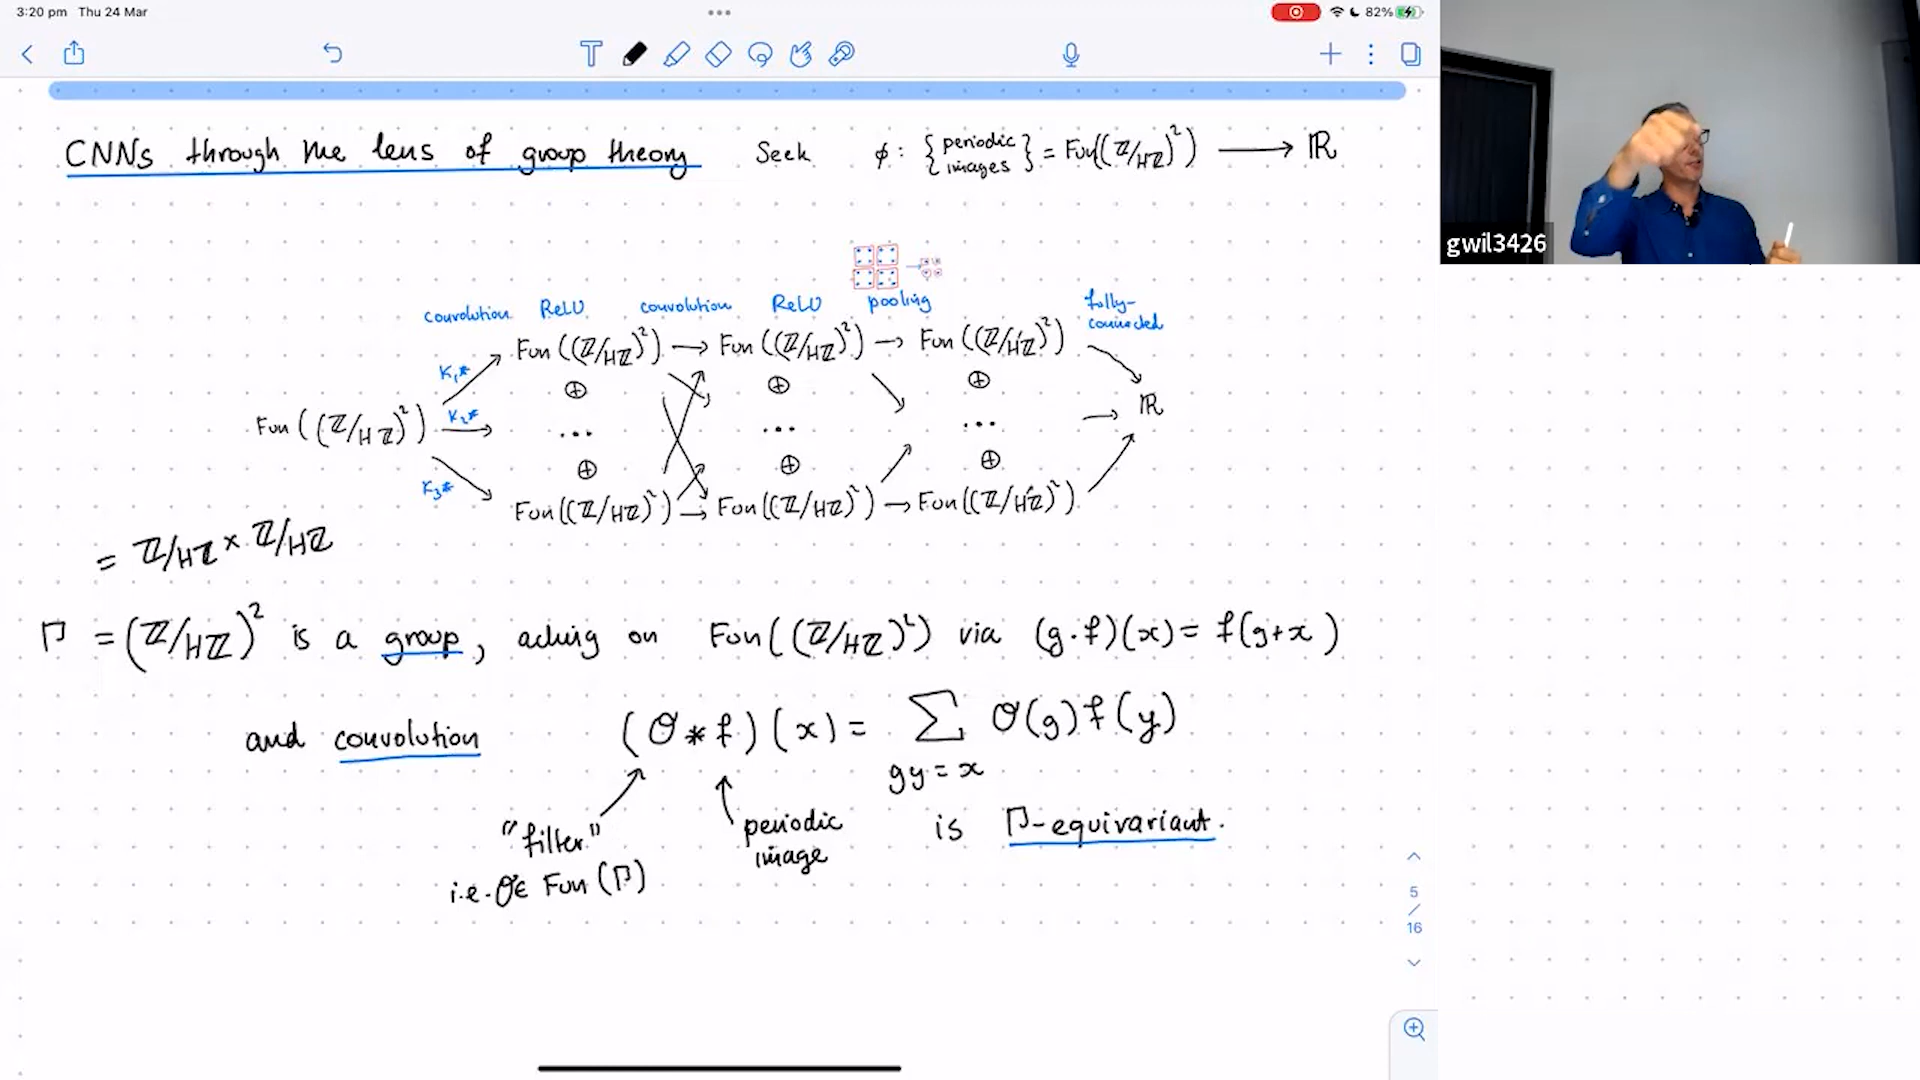 3:20 pm Thu 24 Mar
82%
gwil3426
CNNs through the lens of group theory Seek ϕ: {periodic images} = Fun((ℤ/Hℤ)²) → ℝ
convolution ReLU convolution ReLU pooling fully-connected
Fun((ℤ/Hℤ)²) → Fun((ℤ/Hℤ)²) → Fun((ℤ/H'ℤ)²)
K₁*
⊕ ⊕ ⊕
Fun((ℤ/Hℤ)²) K₂* → ... ... ... → ℝ
⊕ ⊕ ⊕
K₃*
Fun((ℤ/Hℤ)²) → Fun((ℤ/Hℤ)²) → Fun((ℤ/H'ℤ)²)
= ℤ/Hℤ × ℤ/Hℤ
Γ = (ℤ/Hℤ)² is a group, acting on Fun((ℤ/Hℤ)²) via (g·f)(x) = f(g+x)
and convolution (σ * f)(x) = ∑ σ(g) f(y)
gy = x
"filter" periodic image is Γ-equivariant.
i.e. σ ∈ Fun(Γ)
5
/
16